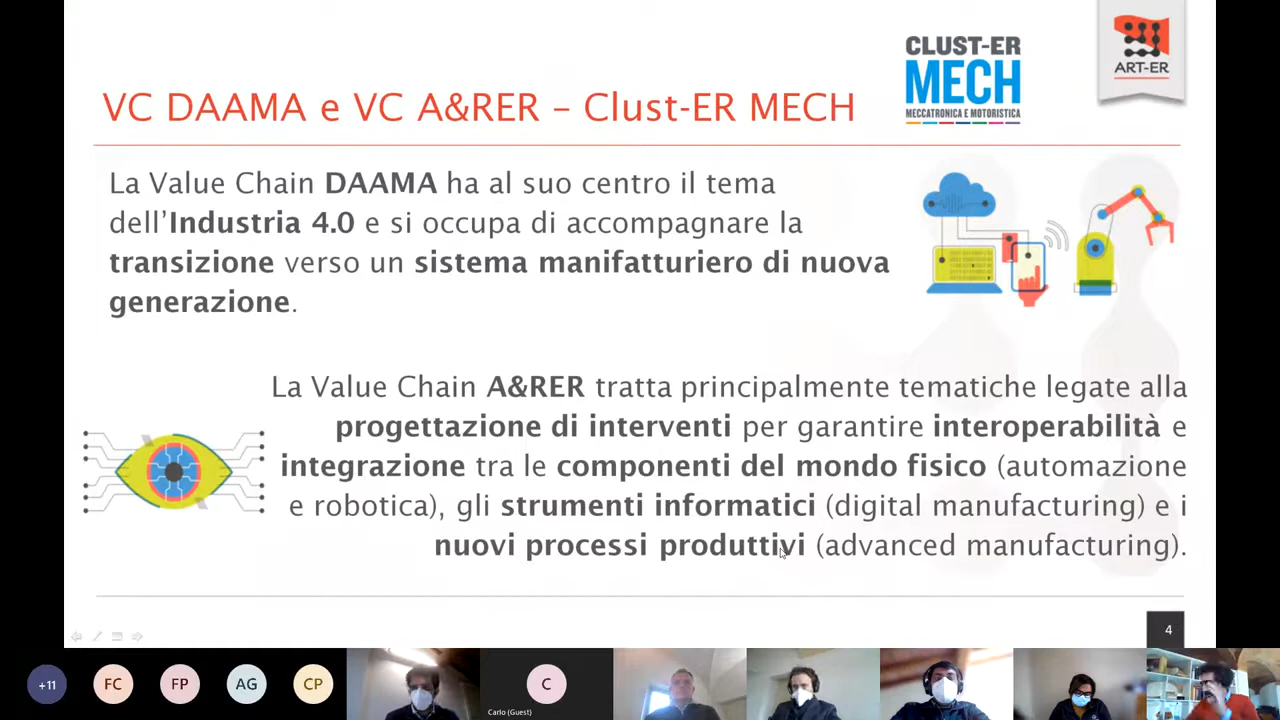 CLUST-ER
MECH
MECCATRONICA E MOTORISTICA
ART-ER
VC DAAMA e VC A&RER – Clust-ER MECH
La Value Chain DAAMA ha al suo centro il tema
dell'Industria 4.0 e si occupa di accompagnare la
transizione verso un sistema manifatturiero di nuova
generazione.
La Value Chain A&RER tratta principalmente tematiche legate alla
progettazione di interventi per garantire interoperabilità e
integrazione tra le componenti del mondo fisico (automazione
e robotica), gli strumenti informatici (digital manufacturing) e i
nuovi processi produttivi (advanced manufacturing).
4
+11
FC
FP
AG
CP
C
Carlo (Guest)